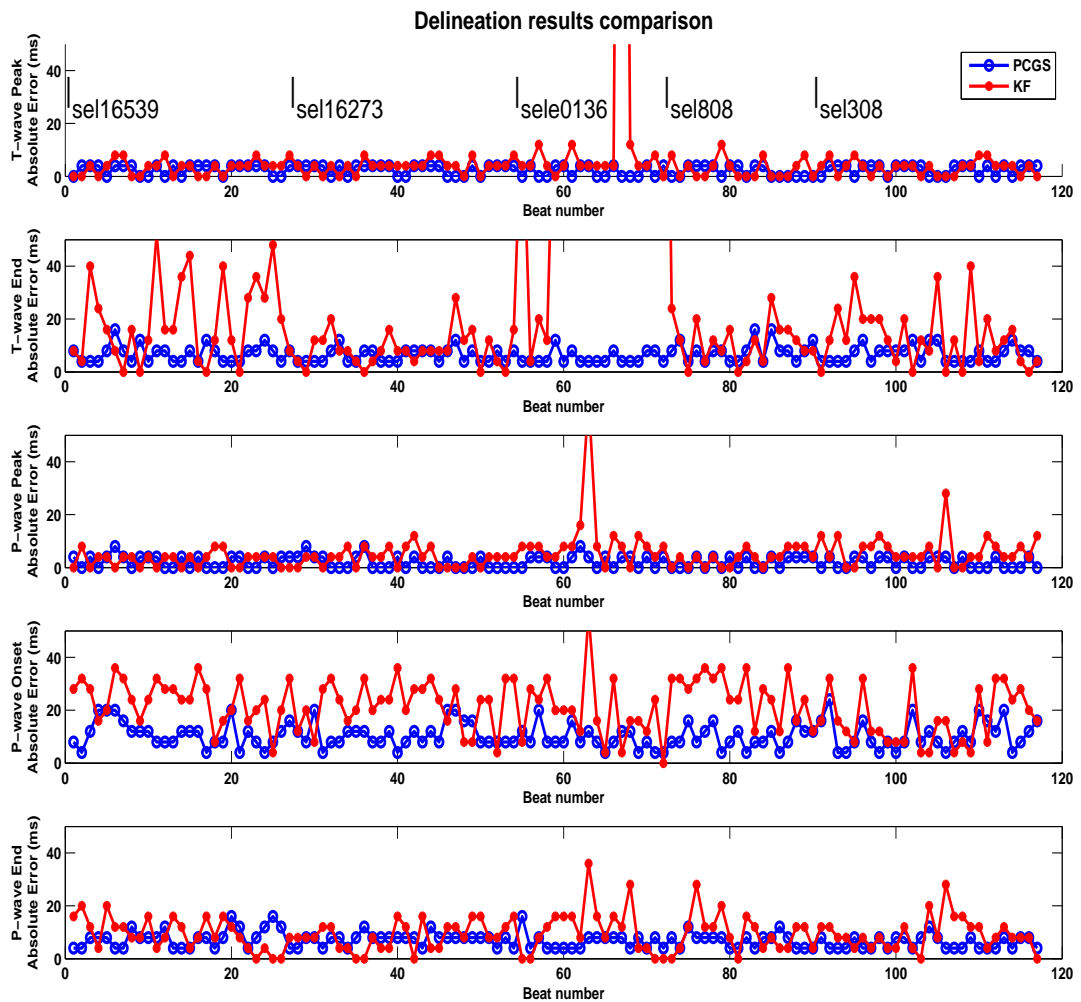 Delineation results comparison
T-wave Peak
Absolute Error (ms)
40
20
0
sel16539
sel16273
sele0136
sel808
sel308
PCGS
KF
0 20 40 60 80 100 120
Beat number
T-wave End
Absolute Error (ms)
40
20
0
0 20 40 60 80 100 120
Beat number
P-wave Peak
Absolute Error (ms)
40
20
0
0 20 40 60 80 100 120
Beat number
P-wave Onset
Absolute Error (ms)
40
20
0
0 20 40 60 80 100 120
Beat number
P-wave End
Absolute Error (ms)
40
20
0
0 20 40 60 80 100 120
Beat number